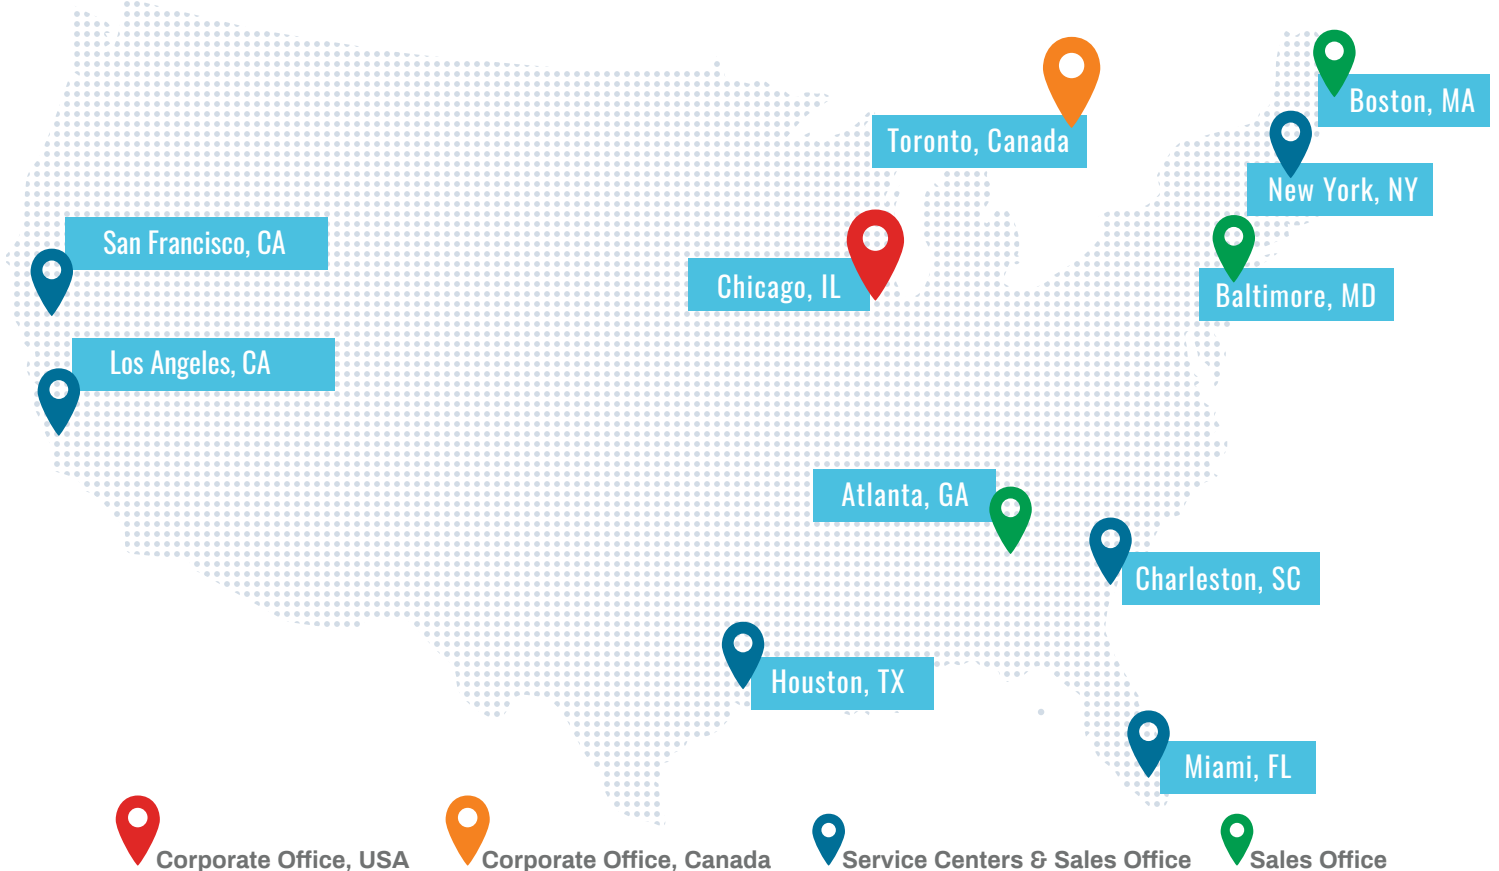 Boston, MA
Toronto, Canada
New York, NY
San Francisco, CA
Chicago, IL
Baltimore, MD
Los Angeles, CA
Atlanta, GA
Charleston, SC
Houston, TX
Miami, FL
Corporate Office, USA
Corporate Office, Canada
Service Centers & Sales Office
Sales Office